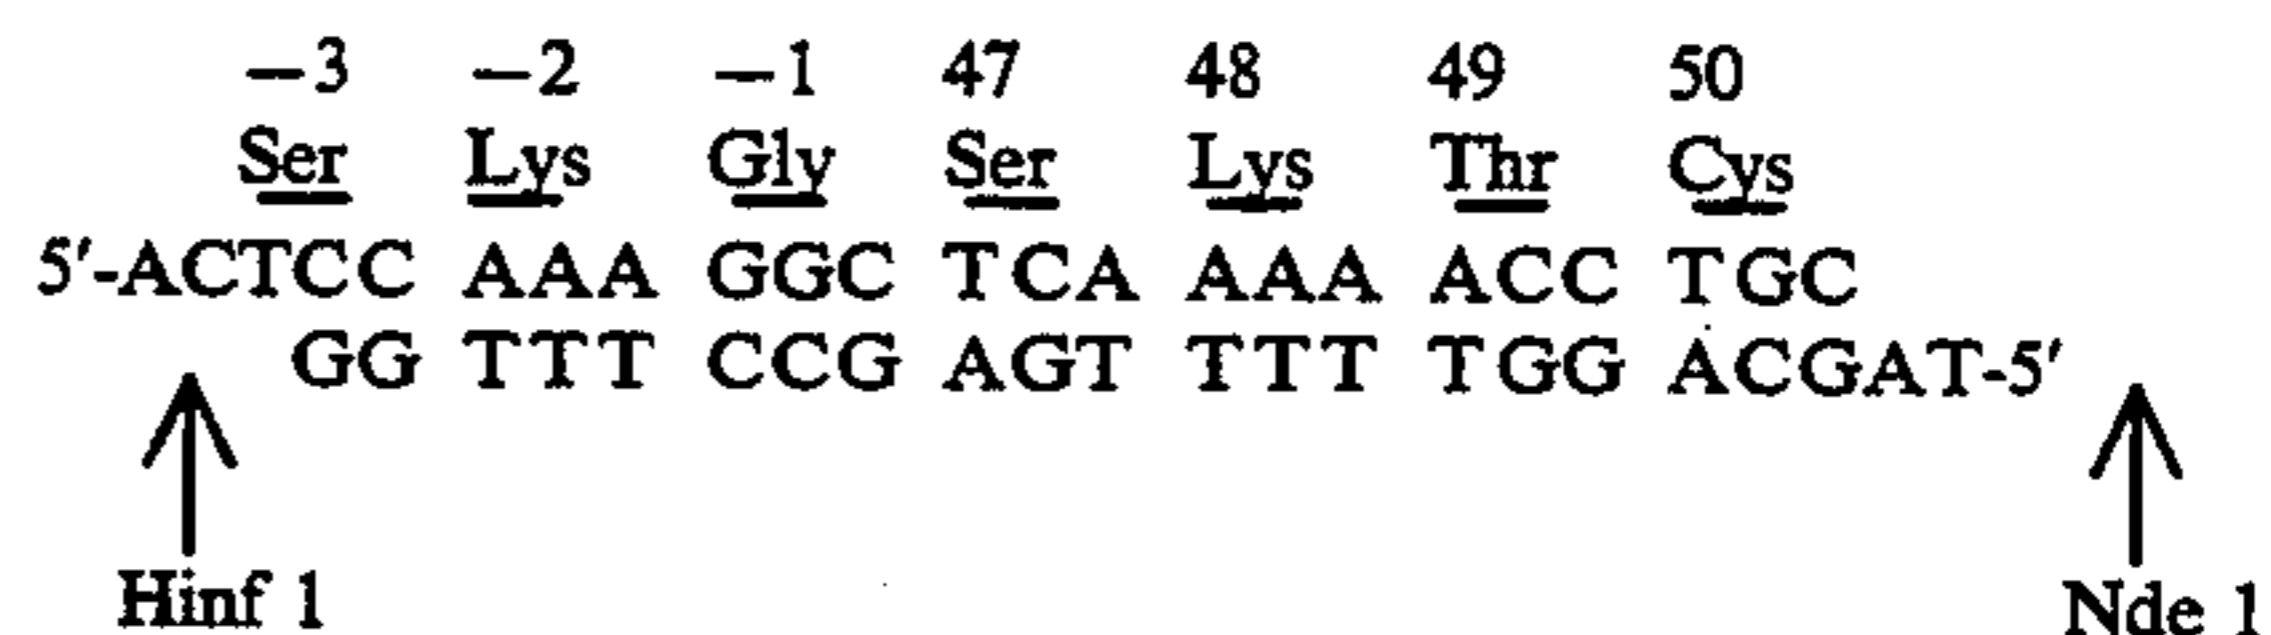 −3 −2 −1 47 48 49 50
Ser Lys Gly Ser Lys Thr Cys
5′-ACTCC AAA GGC TCA AAA ACC TGC
GG TTT CCG AGT TTT TGG ACGAT-5′
Hinf 1 Nde 1